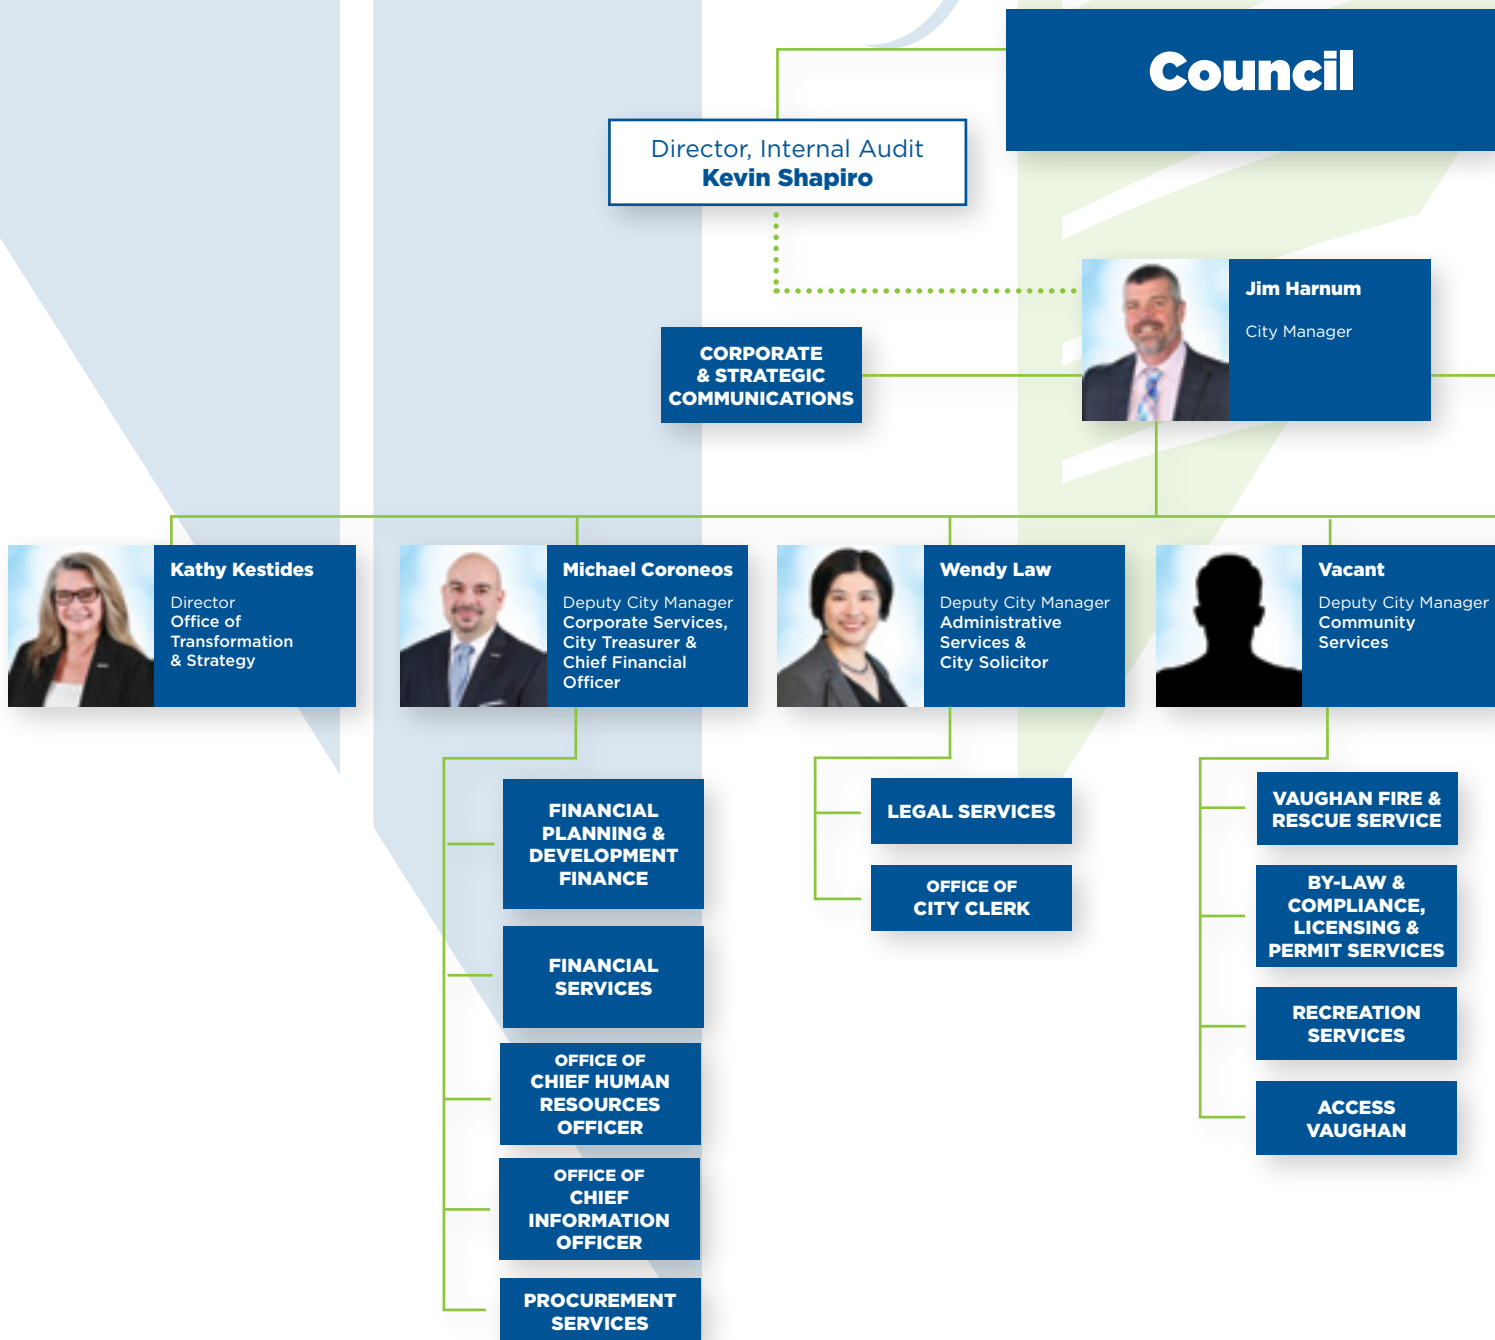 Council
Director, Internal Audit
Kevin Shapiro
Jim Harnum
City Manager
CORPORATE
& STRATEGIC
COMMUNICATIONS
Kathy Kestides
Director
Office of
Transformation
& Strategy
Michael Coroneos
Deputy City Manager
Corporate Services,
City Treasurer &
Chief Financial
Officer
Wendy Law
Deputy City Manager
Administrative
Services &
City Solicitor
Vacant
Deputy City Manager
Community
Services
FINANCIAL
PLANNING &
DEVELOPMENT
FINANCE
FINANCIAL
SERVICES
OFFICE OF
CHIEF HUMAN
RESOURCES
OFFICER
OFFICE OF
CHIEF
INFORMATION
OFFICER
PROCUREMENT
SERVICES
LEGAL SERVICES
OFFICE OF
CITY CLERK
VAUGHAN FIRE &
RESCUE SERVICE
BY-LAW &
COMPLIANCE,
LICENSING &
PERMIT SERVICES
RECREATION
SERVICES
ACCESS
VAUGHAN